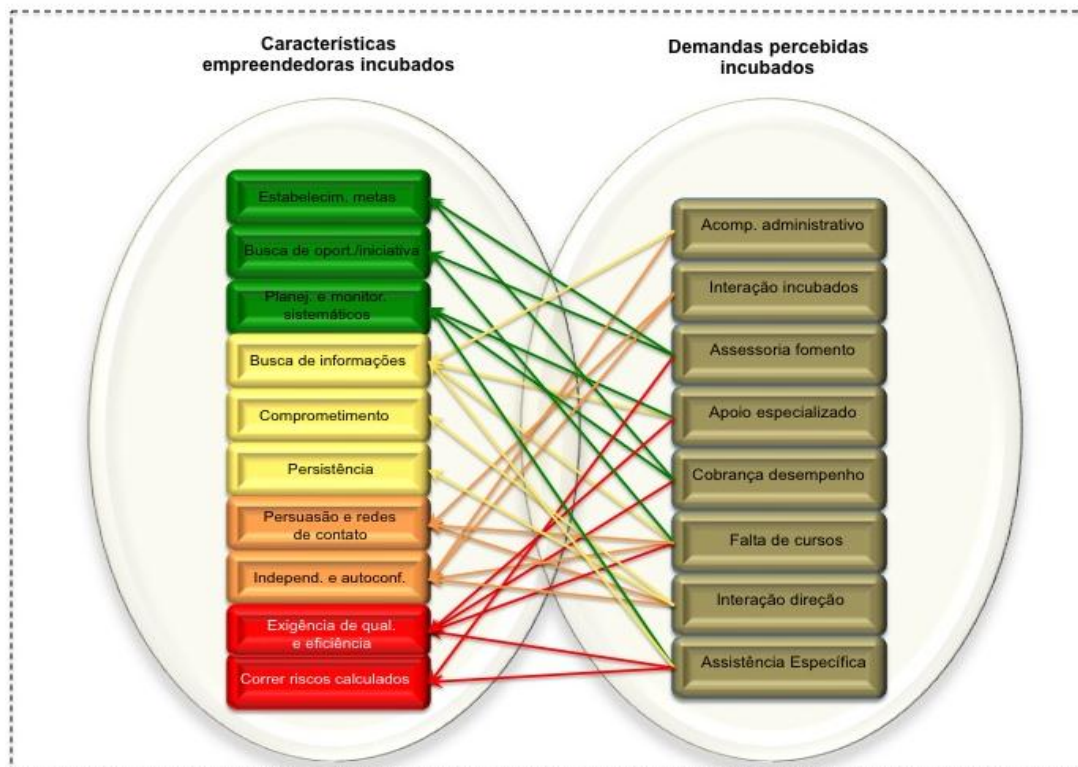 Característícas
empreendedoras incubados
Estabelecim. metas
Busca de oport./iniciativa
Planej. e monitor.
sistemáticos
Busca de informações
Comprometimento
Persistência
Persuasão e redes
de contato
Independ. e autoconf.
Exigência de qual.
e eficiência
Correr riscos calculados
Demandas percebidas
incubados
Acomp. administrativo
Interação incubados
Assessoria fomento
Apoio especializado
Cobrança desempenho
Falta de cursos
Interação direção
Assistência Específica